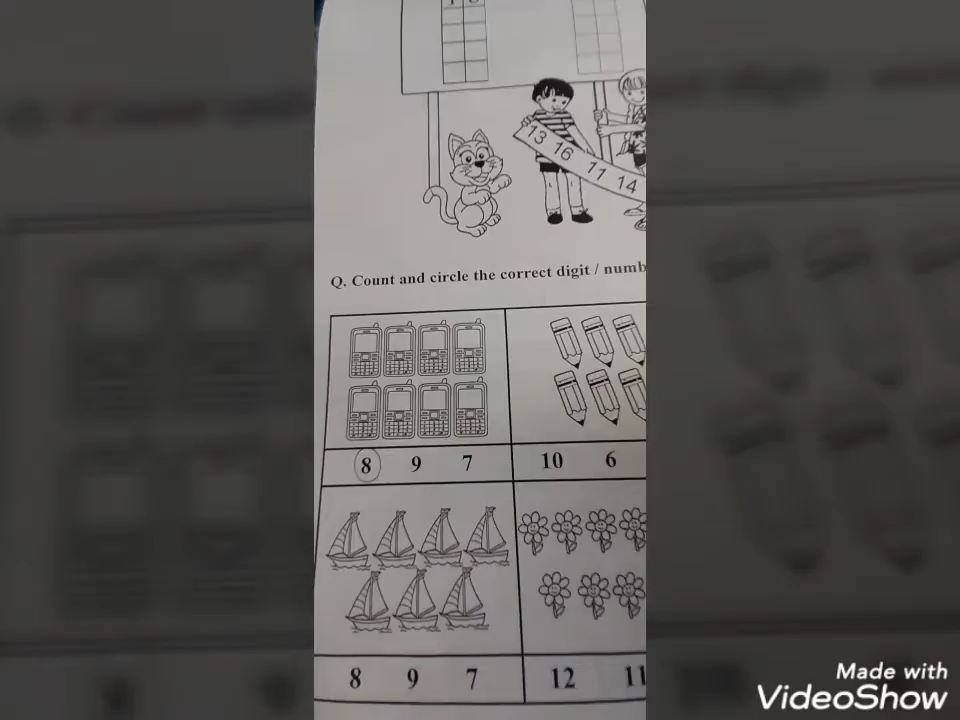 13 16 11 14
Q. Count and circle the correct digit / numb
8 9 7 10 6
8 9 7 12 11
Made with
VideoShow